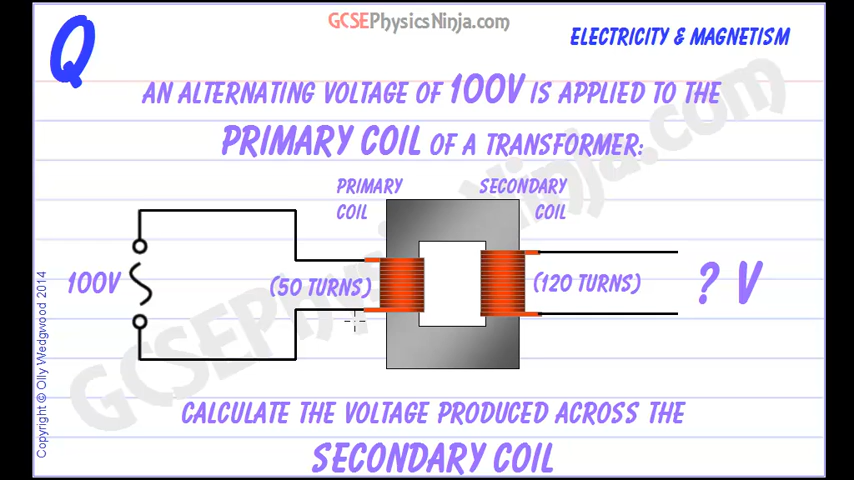 GCSEPhysicsNinja.com
Q
ELECTRICITY & MAGNETISM
AN ALTERNATING VOLTAGE OF 100V IS APPLIED TO THE
PRIMARY COIL OF A TRANSFORMER:
PRIMARY
COIL
SECONDARY
COIL
100V
(50 TURNS)
(120 TURNS)
? V
CALCULATE THE VOLTAGE PRODUCED ACROSS THE
SECONDARY COIL
Copyright © Olly Wedgwood 2014
GCSEPhysicsNinja.com